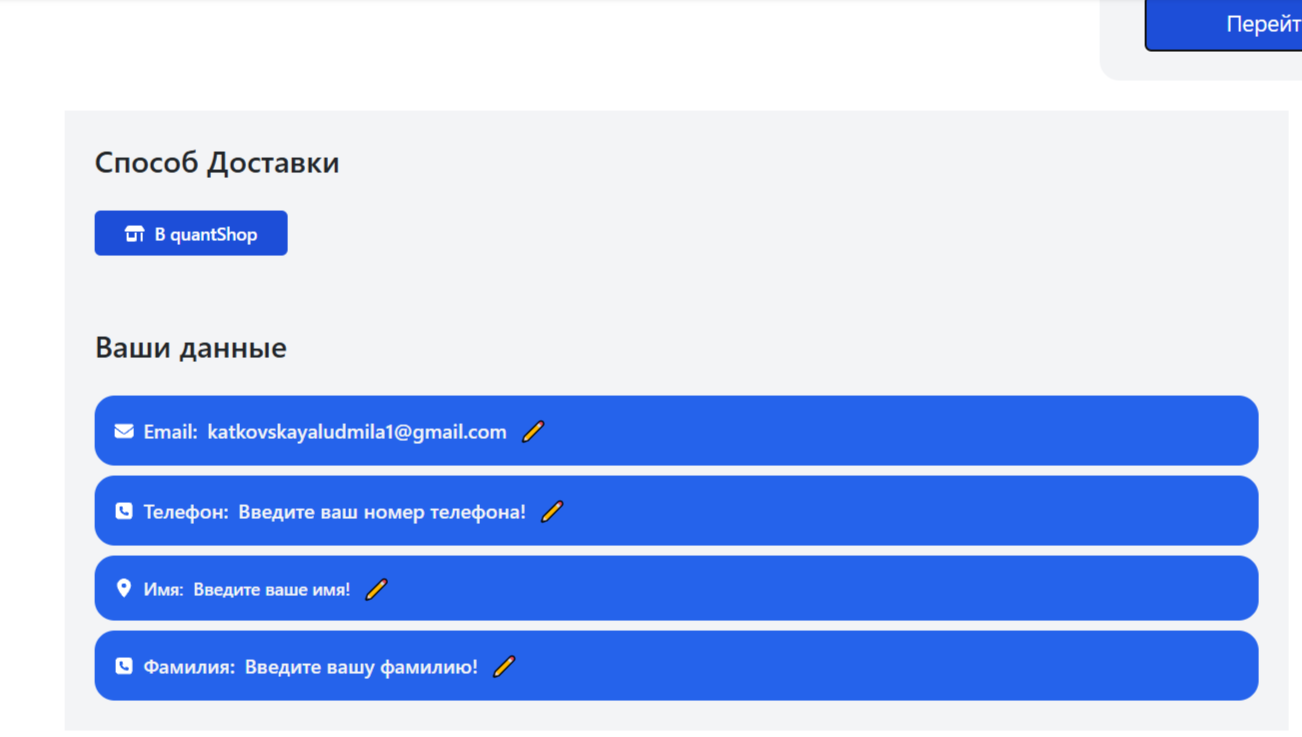 Способ Доставки
В quantShop
Ваши данные
Email: katkovskayaludmila1@gmail.com
Телефон: Введите ваш номер телефона!
Имя: Введите ваше имя!
Фамилия: Введите вашу фамилию!